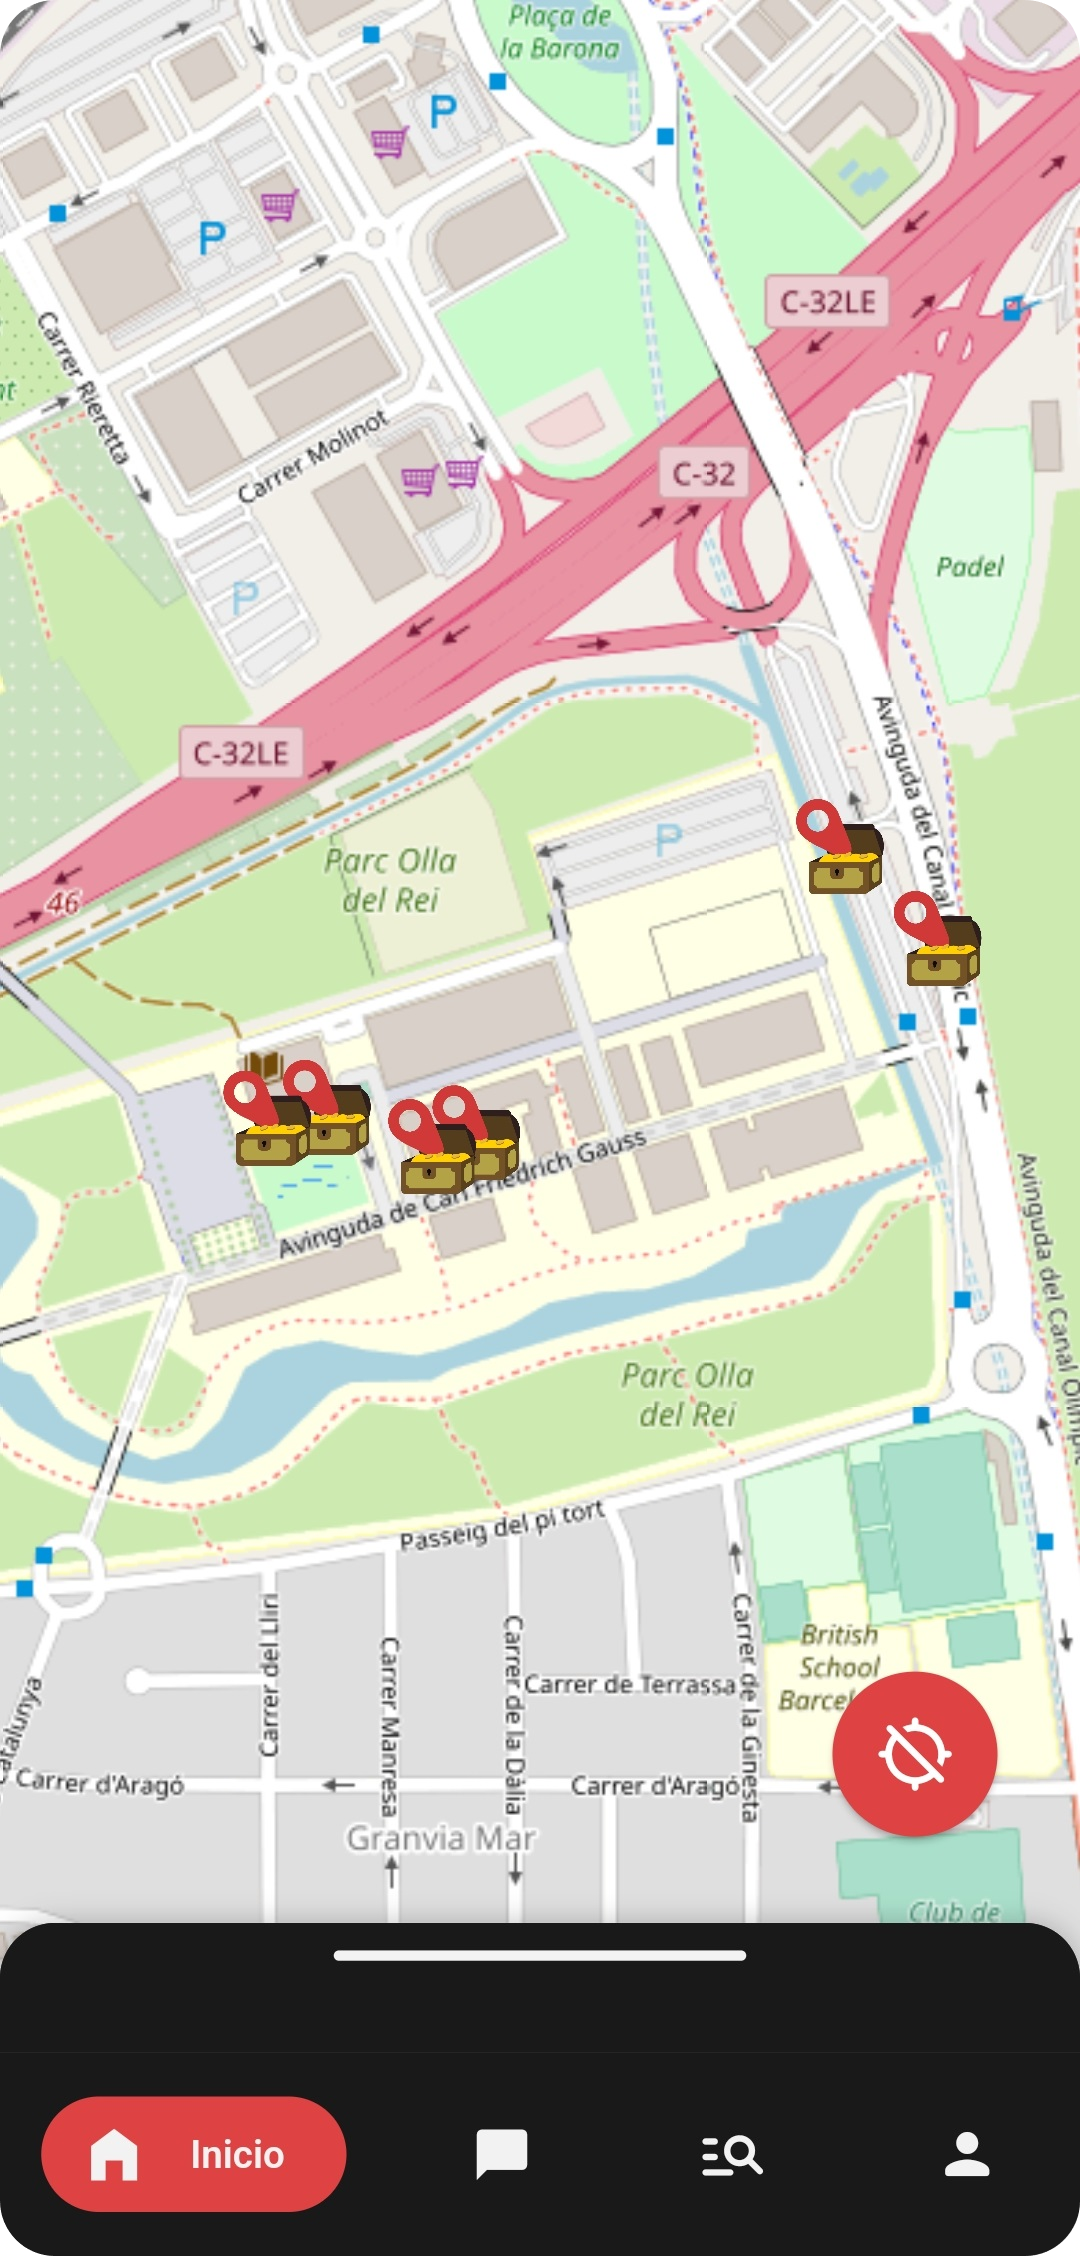 Plaça de
la Barona
P
P
C-32LE
Carrer Rieretta
Carrer Molinot
C-32
P
Padel
C-32LE
Avinguda del Canal
Parc Olla
del Rei
P
46
Avinguda de Carl Friedrich Gauss
Avinguda del Canal Olímpic
Parc Olla
del Rei
Passeig del pi tort
Carrer del Lliri
Carrer Manresa
Carrer de la Dàlia
Carrer de Terrassa
Carrer de la Ginesta
British
School
Carrer d'Aragó
Carrer d'Aragó
Granvia Mar
Club de
Inicio